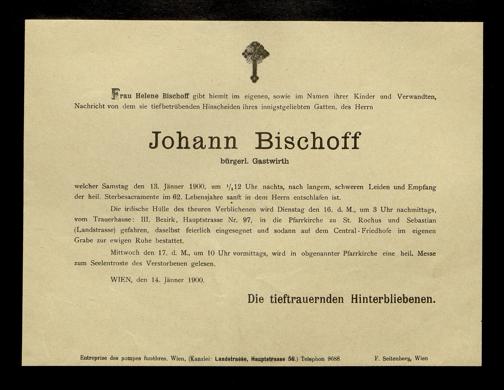 Frau Helene Bischoff gibt hiemit im eigenen, sowie im Namen ihrer Kinder und Verwandten,
Nachricht von dem sie tiefbetrübenden Hinscheiden ihres innigstgeliebten Gatten, des Herrn
Johann Bischoff
bürgerl. Gastwirth
welcher Samstag den 13. Jänner 1900, um 1/212 Uhr nachts, nach langem, schweren Leiden und Empfang
der heil. Sterbesacramente im 62. Lebensjahre sanft in dem Herrn entschlafen ist.
Die irdische Hülle des theuren Verblichenen wird Dienstag den 16. d. M., um 3 Uhr nachmittags,
vom Trauerhause: III. Bezirk, Hauptstrasse Nr. 97, in die Pfarrkirche zu St. Rochus und Sebastian
(Landstrasse) gefahren, daselbst feierlich eingesegnet und sodann auf dem Central-Friedhofe im eigenen
Grabe zur ewigen Ruhe bestattet.
Mittwoch den 17. d. M., um 10 Uhr vormittags, wird in obgenannter Pfarrkirche eine heil. Messe
zum Seelentroste des Verstorbenen gelesen.
WIEN, den 14. Jänner 1900.
Die tieftrauernden Hinterbliebenen.
Entreprise des pompes funèbres. Wien, (Kanzlei: Landstrasse, Hauptstrasse 56.) Telephon 9088. F. Seitenberg, Wien